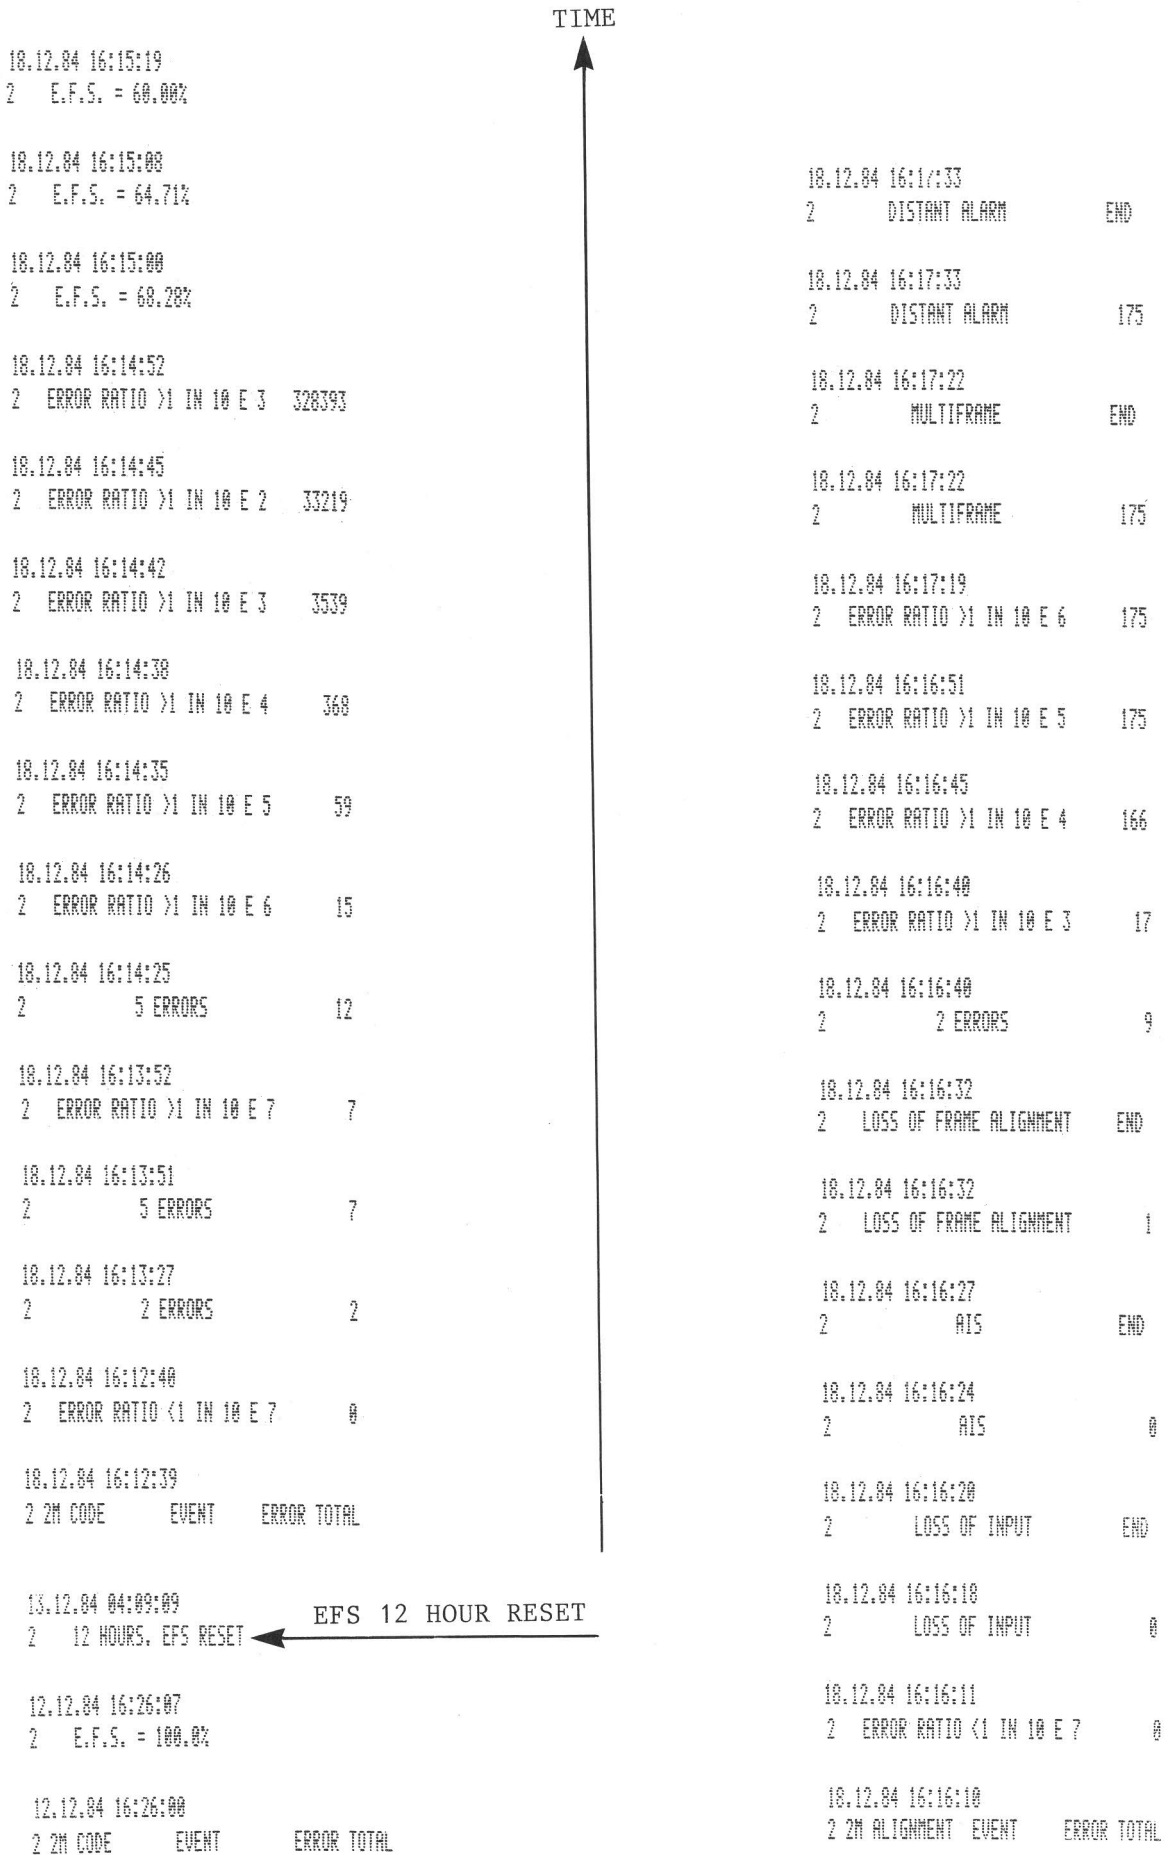 TIME
18.12.84 16:15:19
2 E.F.S. = 60.00%
18.12.84 16:15:08
2 E.F.S. = 64.71%
18.12.84 16:15:00
2 E.F.S. = 68.28%
18.12.84 16:14:52
2 ERROR RATIO >1 IN 10 E 3 328393
18.12.84 16:14:45
2 ERROR RATIO >1 IN 10 E 2 33219
18.12.84 16:14:42
2 ERROR RATIO >1 IN 10 E 3 3539
18.12.84 16:14:38
2 ERROR RATIO >1 IN 10 E 4 368
18.12.84 16:14:35
2 ERROR RATIO >1 IN 10 E 5 59
18.12.84 16:14:26
2 ERROR RATIO >1 IN 10 E 6 15
18.12.84 16:14:25
2 5 ERRORS 12
18.12.84 16:13:52
2 ERROR RATIO >1 IN 10 E 7 7
18.12.84 16:13:51
2 5 ERRORS 7
18.12.84 16:13:27
2 2 ERRORS 2
18.12.84 16:12:40
2 ERROR RATIO <1 IN 10 E 7 0
18.12.84 16:12:39
2 2M CODE EVENT ERROR TOTAL
13.12.84 04:09:09
2 12 HOURS. EFS RESET
EFS 12 HOUR RESET
12.12.84 16:26:07
2 E.F.S. = 100.0%
12.12.84 16:26:00
2 2M CODE EVENT ERROR TOTAL
18.12.84 16:17:33
2 DISTANT ALARM END
18.12.84 16:17:33
2 DISTANT ALARM 175
18.12.84 16:17:22
2 MULTIFRAME END
18.12.84 16:17:22
2 MULTIFRAME 175
18.12.84 16:17:19
2 ERROR RATIO >1 IN 10 E 6 175
18.12.84 16:16:51
2 ERROR RATIO >1 IN 10 E 5 175
18.12.84 16:16:45
2 ERROR RATIO >1 IN 10 E 4 166
18.12.84 16:16:40
2 ERROR RATIO >1 IN 10 E 3 17
18.12.84 16:16:40
2 2 ERRORS 9
18.12.84 16:16:32
2 LOSS OF FRAME ALIGNMENT END
18.12.84 16:16:32
2 LOSS OF FRAME ALIGNMENT 1
18.12.84 16:16:27
2 AIS END
18.12.84 16:16:24
2 AIS 0
18.12.84 16:16:20
2 LOSS OF INPUT END
18.12.84 16:16:18
2 LOSS OF INPUT 0
18.12.84 16:16:11
2 ERROR RATIO <1 IN 10 E 7 0
18.12.84 16:16:10
2 2M ALIGNMENT EVENT ERROR TOTAL